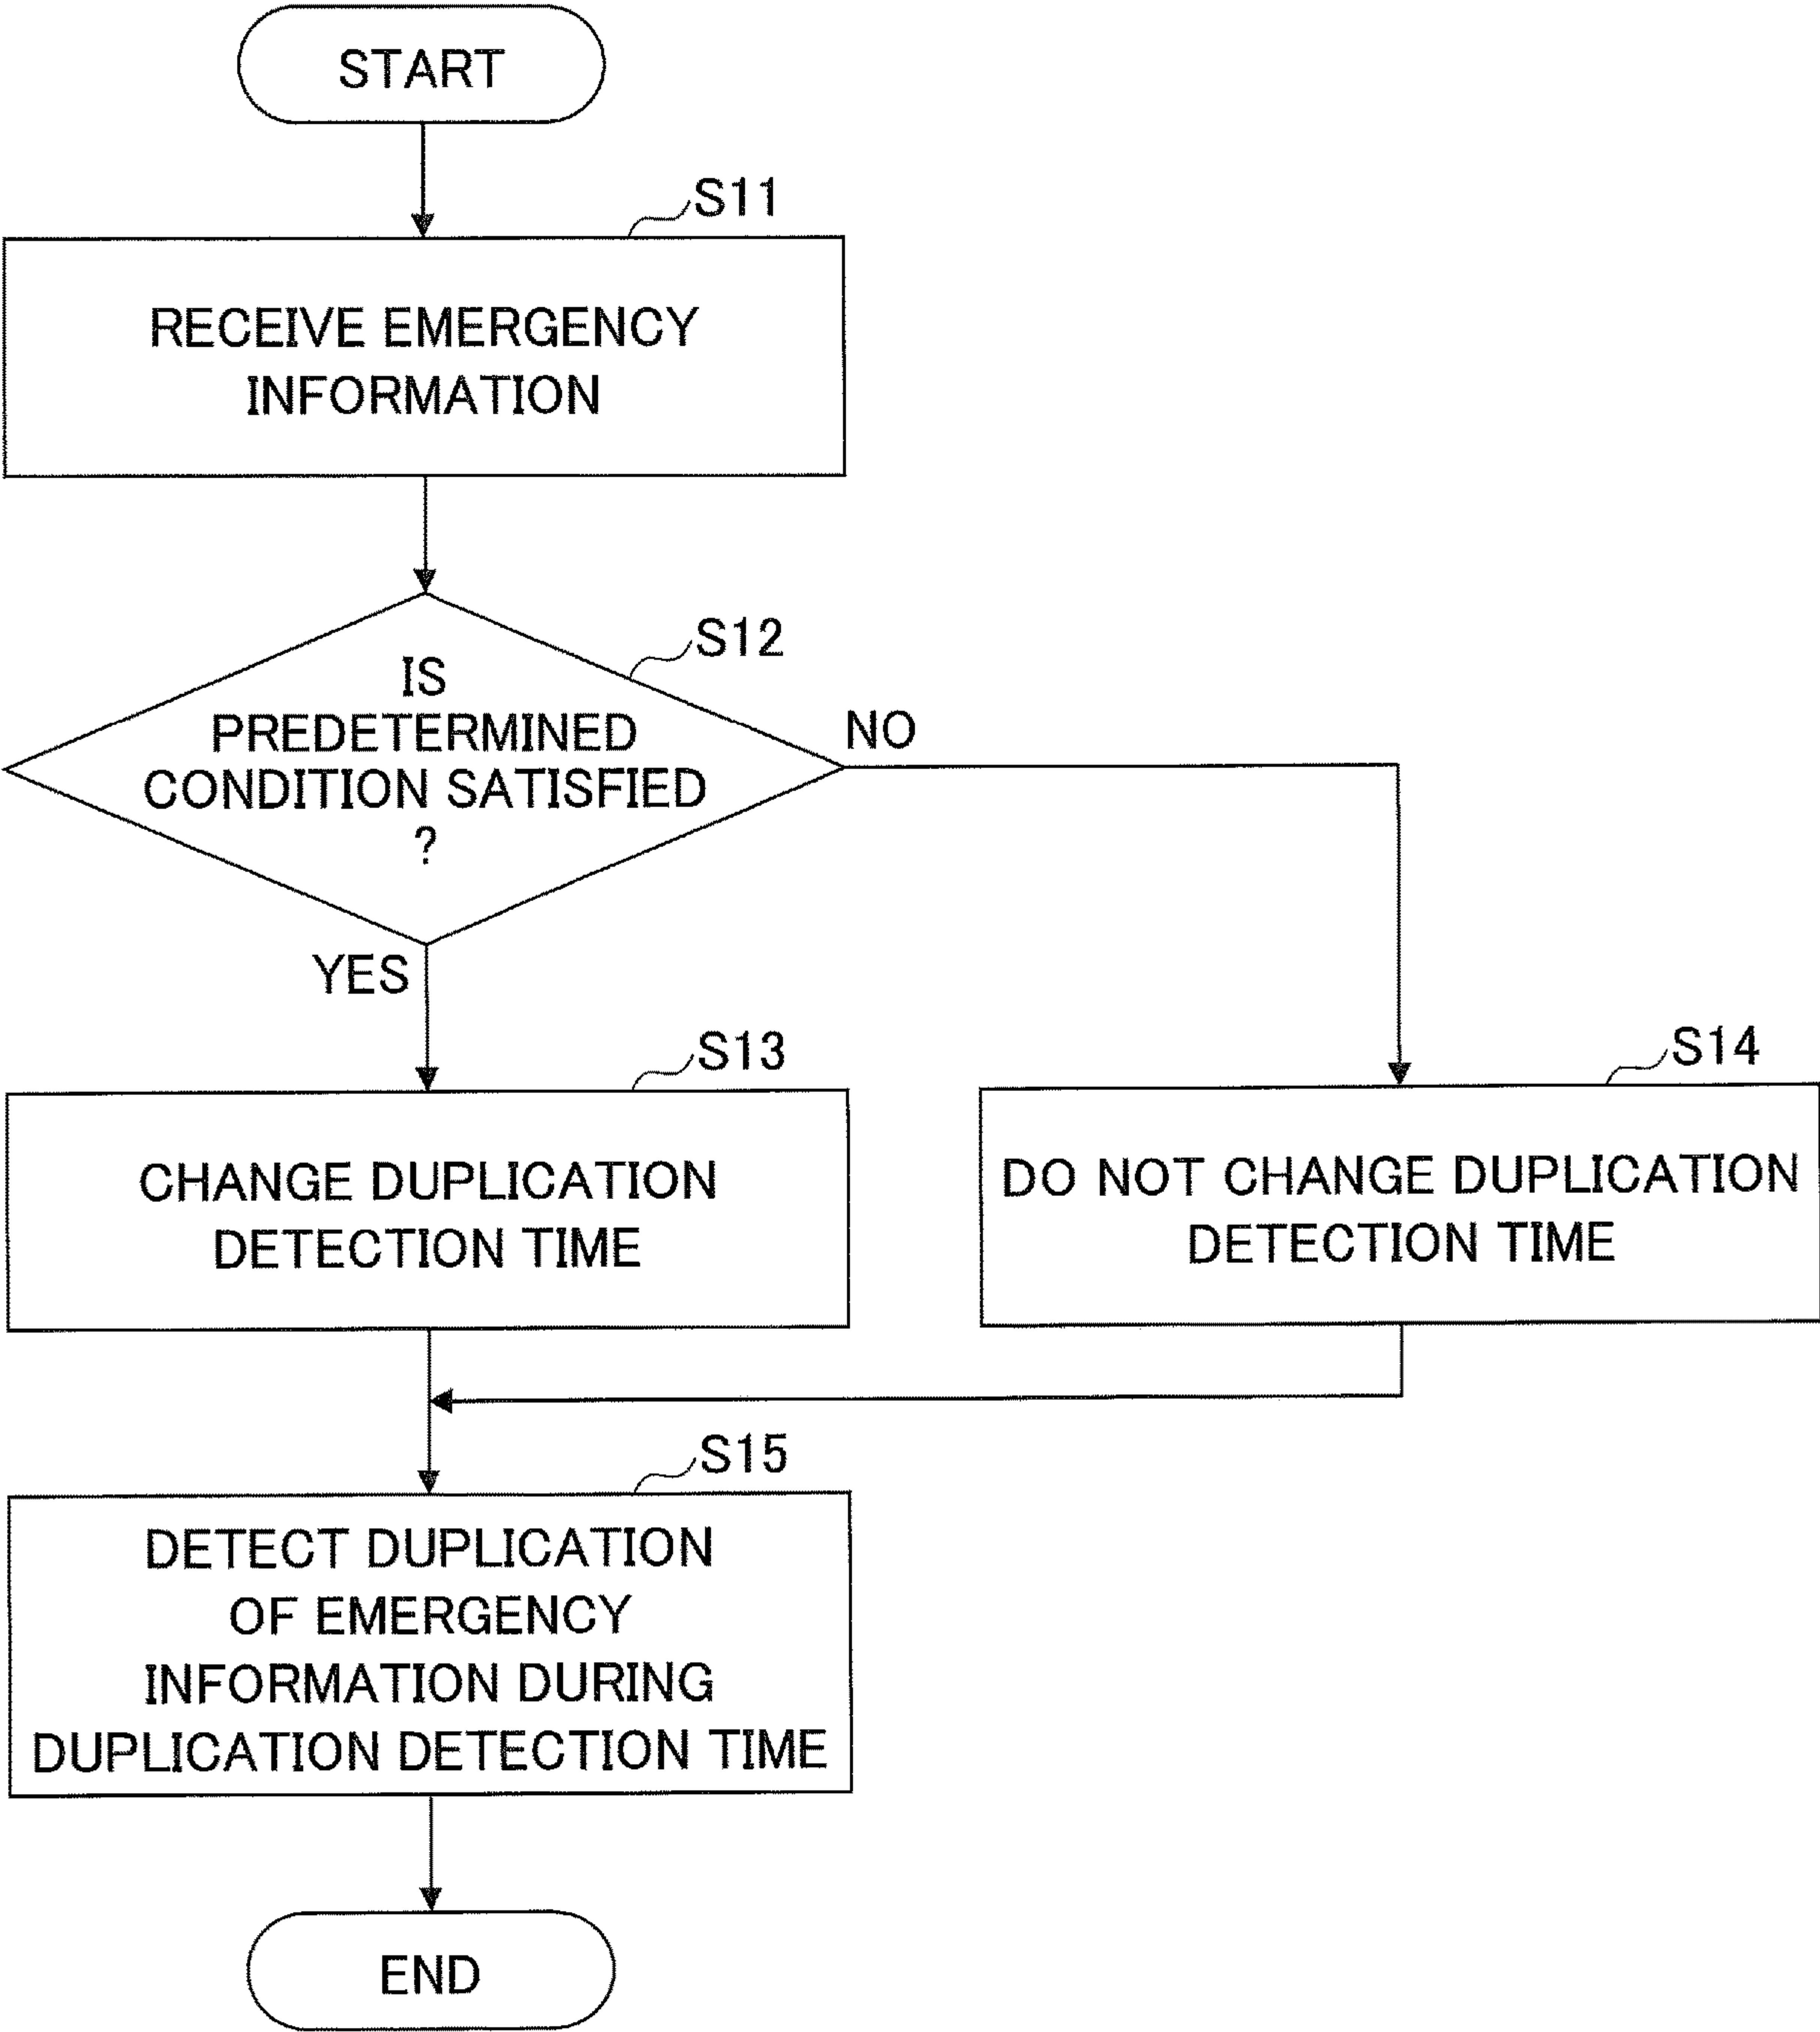 START
S11
RECEIVE EMERGENCY
INFORMATION
S12
IS
PREDETERMINED
CONDITION SATISFIED
?
NO
YES
S13
CHANGE DUPLICATION
DETECTION TIME
S14
DO NOT CHANGE DUPLICATION
DETECTION TIME
S15
DETECT DUPLICATION
OF EMERGENCY
INFORMATION DURING
DUPLICATION DETECTION TIME
END